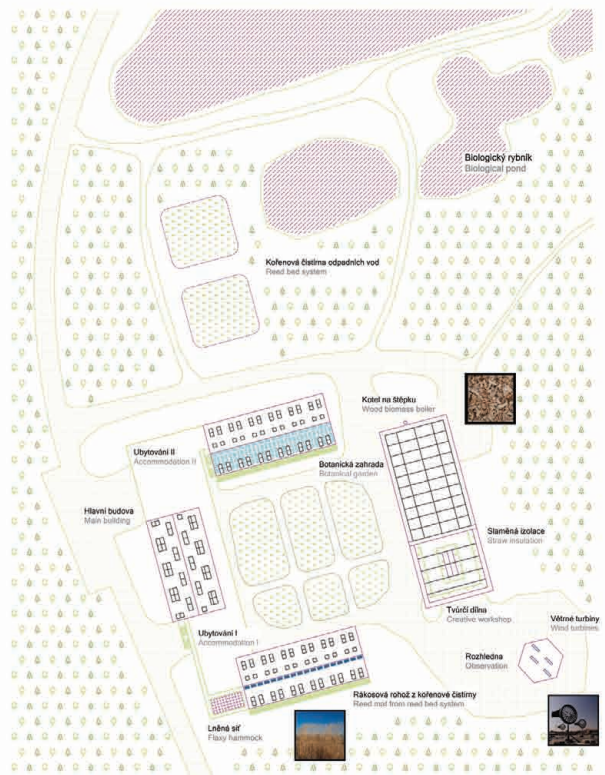 Biologický rybník
Biological pond
Kořenová čistírna odpadních vod
Reed bed system
Kotel na štěpku
Wood biomass boiler
Ubytování II
Accommodation II
Botanická zahrada
Botanical garden
Hlavní budova
Main building
Slaměná izolace
Straw insulation
Tvůrčí dílna
Creative workshop
Větrné turbíny
Wind turbines
Ubytování I
Accommodation I
Rozhledna
Observation
Rákosová rohož z kořenové čistírny
Reed mat from reed bed system
Lněná síť
Flaxy hammock